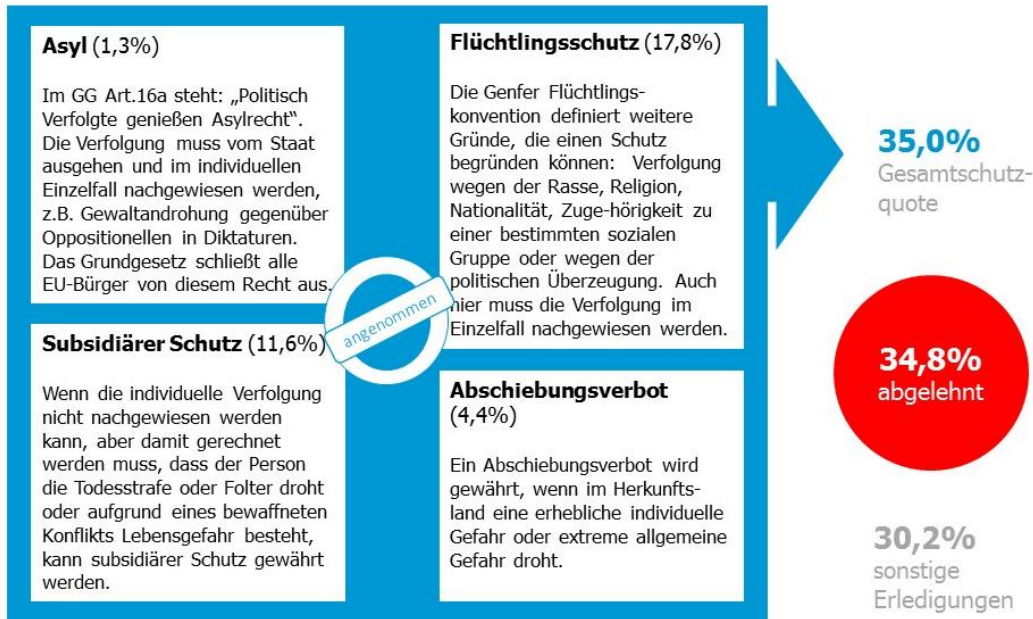 Asyl (1,3%)
Im GG Art.16a steht: „Politisch
Verfolgte genießen Asylrecht“.
Die Verfolgung muss vom Staat
ausgehen und im individuellen
Einzelfall nachgewiesen werden,
z.B. Gewaltandrohung gegenüber
Oppositionellen in Diktaturen.
Das Grundgesetz schließt alle
EU-Bürger von diesem Recht aus.
Flüchtlingsschutz (17,8%)
Die Genfer Flüchtlings-
konvention definiert weitere
Gründe, die einen Schutz
begründen können: Verfolgung
wegen der Rasse, Religion,
Nationalität, Zuge-hörigkeit zu
einer bestimmten sozialen
Gruppe oder wegen der
politischen Überzeugung. Auch
hier muss die Verfolgung im
Einzelfall nachgewiesen werden.
angenommen
Subsidiärer Schutz (11,6%)
Wenn die individuelle Verfolgung
nicht nachgewiesen werden
kann, aber damit gerechnet
werden muss, dass der Person
die Todesstrafe oder Folter droht
oder aufgrund eines bewaffneten
Konflikts Lebensgefahr besteht,
kann subsidiärer Schutz gewährt
werden.
Abschiebungsverbot
(4,4%)
Ein Abschiebungsverbot wird
gewährt, wenn im Herkunfts-
land eine erhebliche individuelle
Gefahr oder extreme allgemeine
Gefahr droht.
35,0%
Gesamtschutz-
quote
34,8%
abgelehnt
30,2%
sonstige
Erledigungen